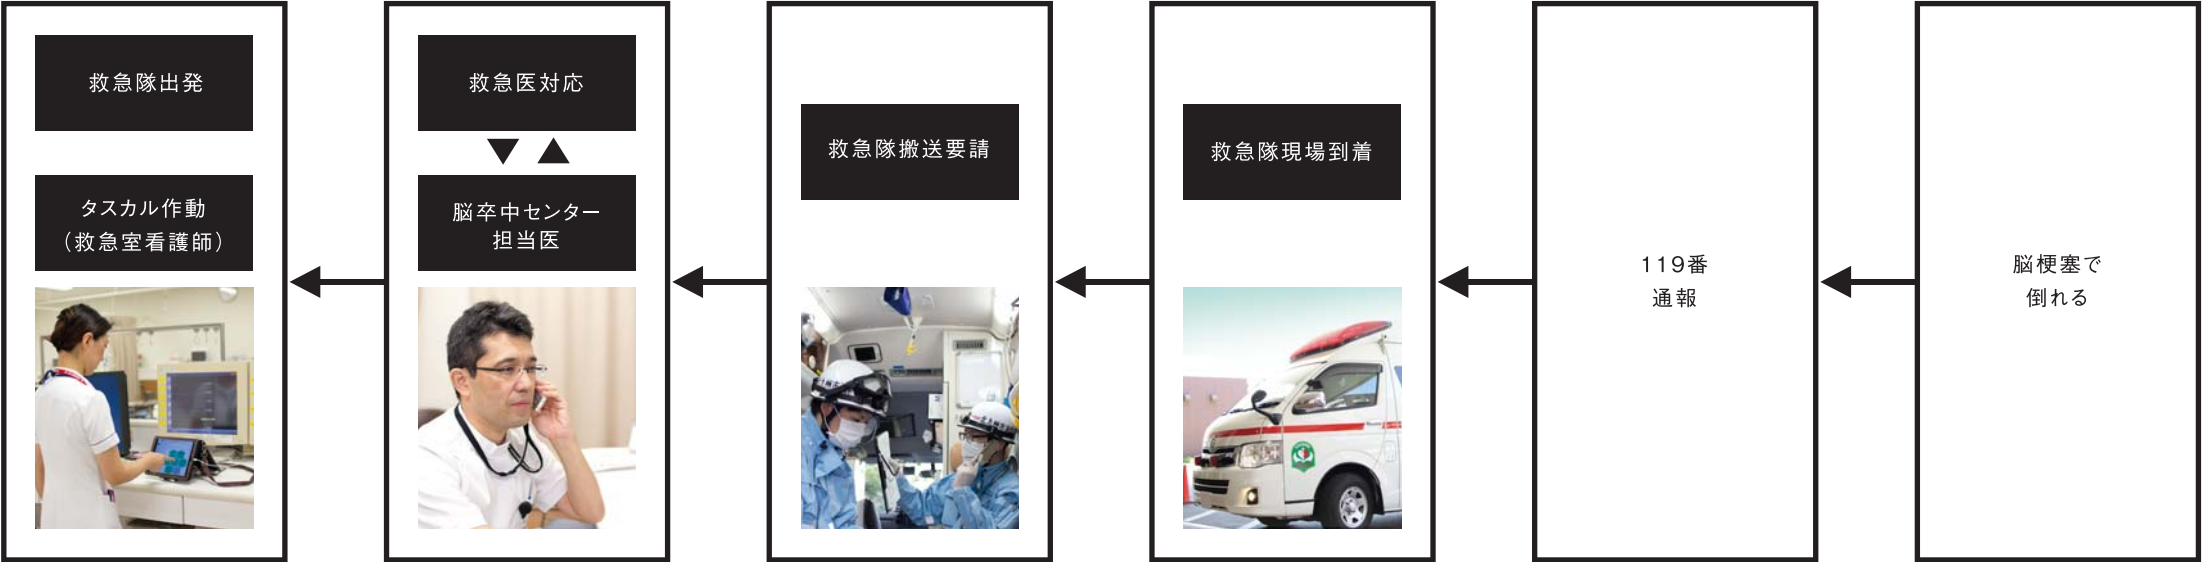 脳梗塞で
倒れる
119番
通報
救急隊現場到着
救急隊搬送要請
救急医対応
▼ ▲
脳卒中センター
担当医
救急隊出発
タスカル作動
（救急室看護師）